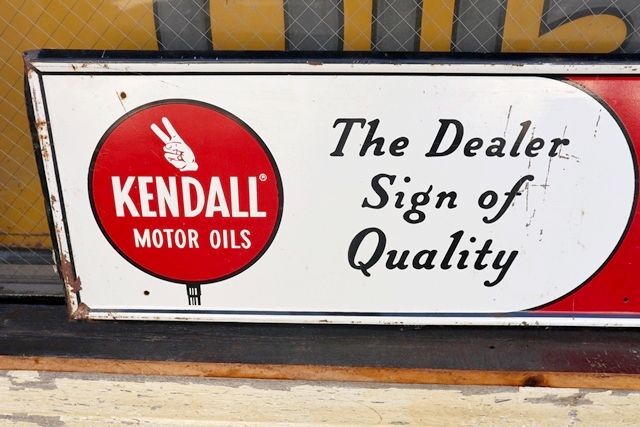 KENDALL®
MOTOR OILS
The Dealer
Sign of
Quality